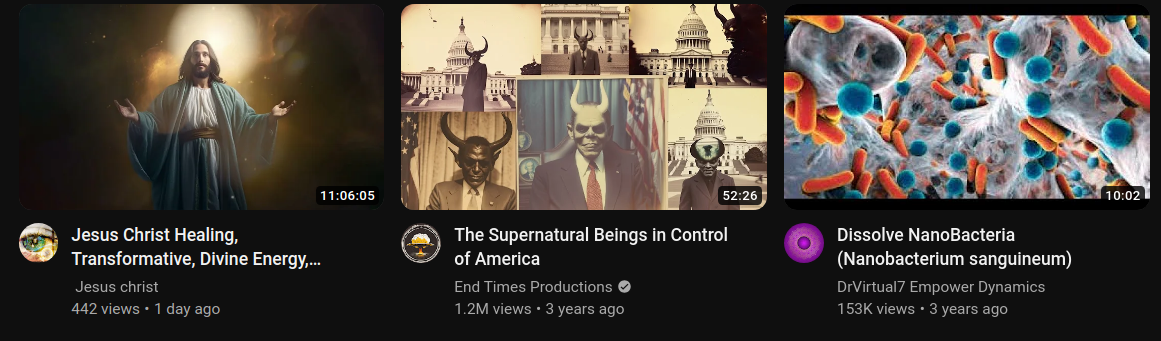 11:06:05
52:26
10:02
Jesus Christ Healing,
Transformative, Divine Energy,...
Jesus christ
442 views • 1 day ago
The Supernatural Beings in Control
of America
End Times Productions
1.2M views • 3 years ago
Dissolve NanoBacteria
(Nanobacterium sanguineum)
DrVirtual7 Empower Dynamics
153K views • 3 years ago